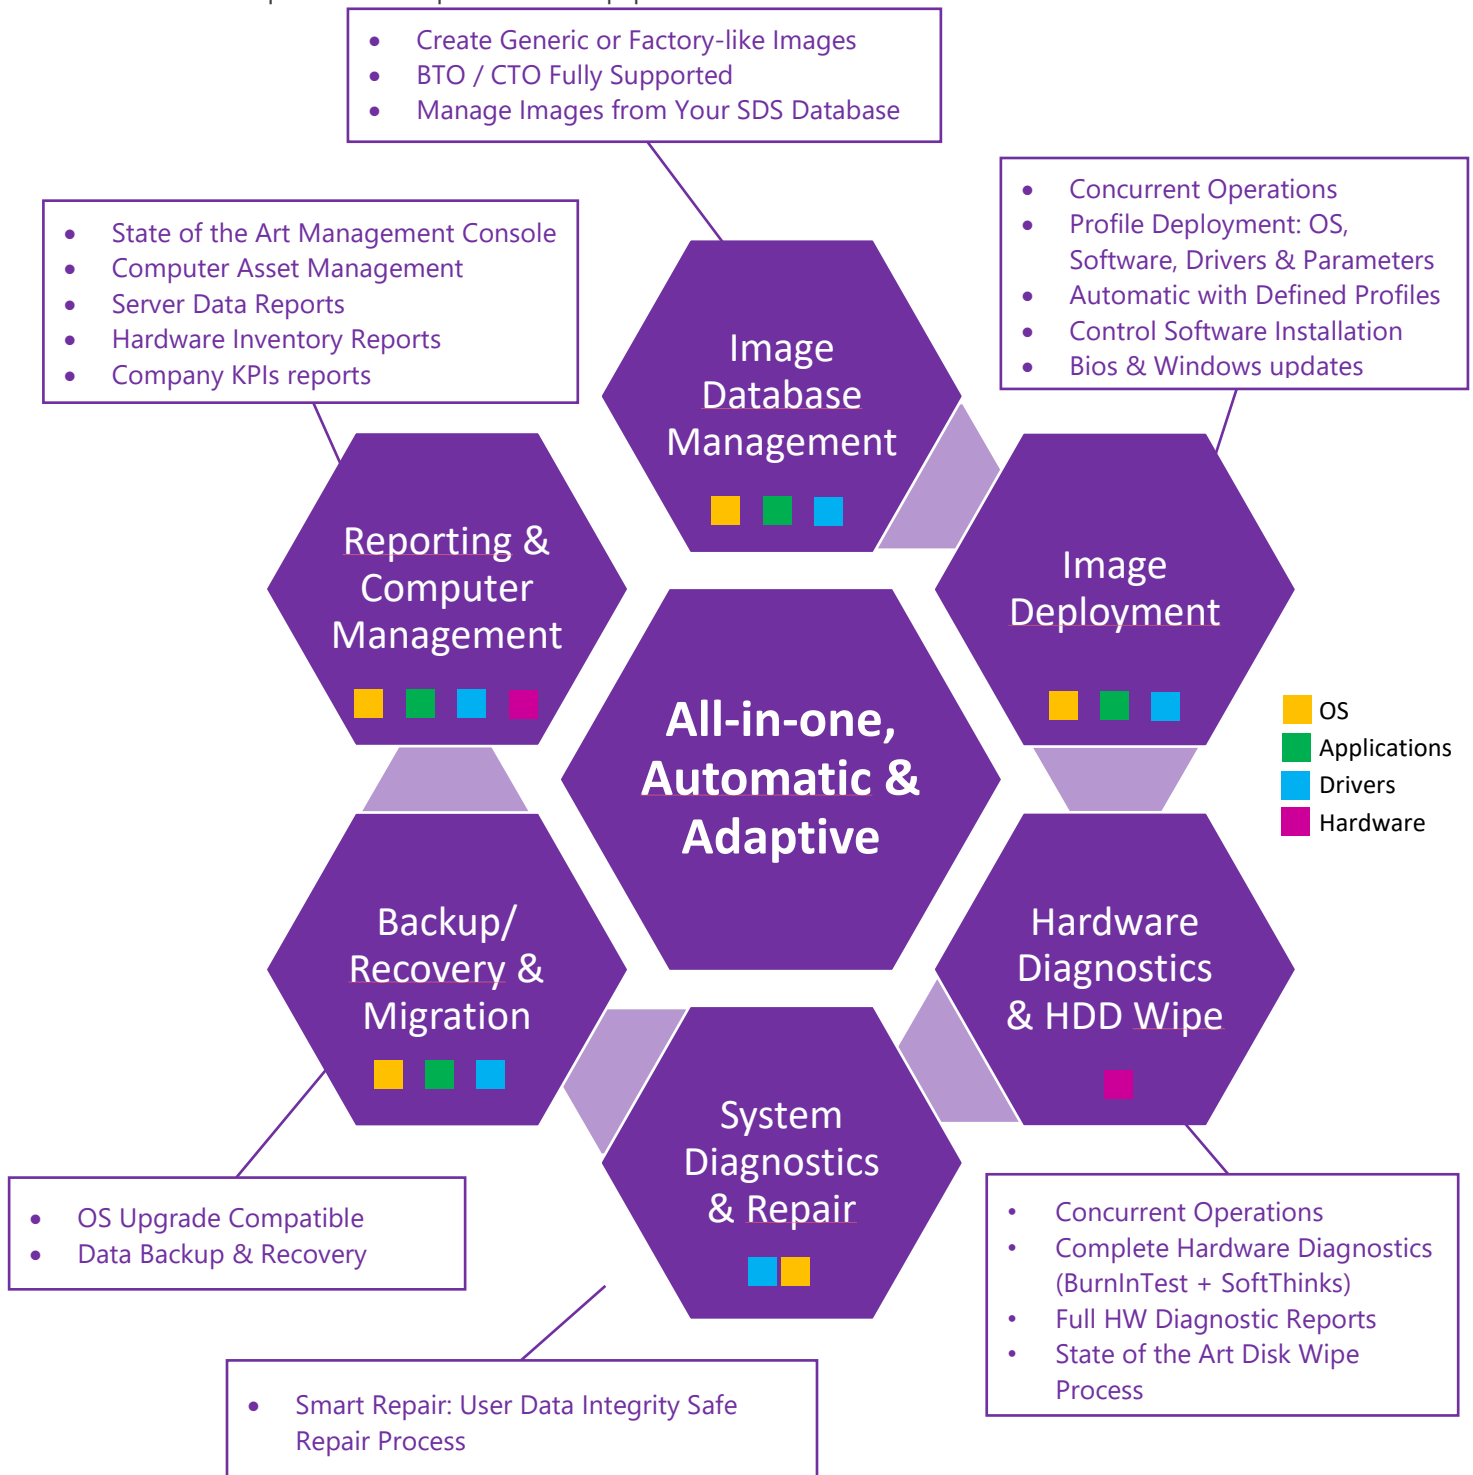 • Create Generic or Factory-like Images
• BTO / CTO Fully Supported
• Manage Images from Your SDS Database
• State of the Art Management Console
• Computer Asset Management
• Server Data Reports
• Hardware Inventory Reports
• Company KPIs reports
• Concurrent Operations
• Profile Deployment: OS,
Software, Drivers & Parameters
• Automatic with Defined Profiles
• Control Software Installation
• Bios & Windows updates
Image
Database
Management
Reporting &
Computer
Management
Image
Deployment
All-in-one,
Automatic &
Adaptive
OS
Applications
Drivers
Hardware
Backup/
Recovery &
Migration
Hardware
Diagnostics
& HDD Wipe
System
Diagnostics
& Repair
• OS Upgrade Compatible
• Data Backup & Recovery
• Concurrent Operations
• Complete Hardware Diagnostics
(BurnInTest + SoftThinks)
• Full HW Diagnostic Reports
• State of the Art Disk Wipe
Process
• Smart Repair: User Data Integrity Safe
Repair Process